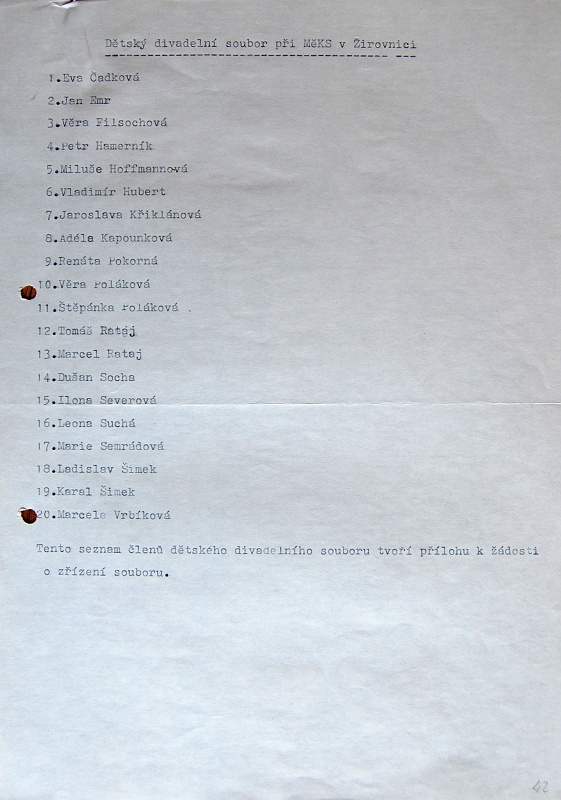 Dětský divadelní soubor při MěKS v Žirovnici
1.Eva Čadková
2.Jan Emr
3.Věra Filsochová
4.Petr Hamerník
5.Miluše Hoffmannová
6.Vladimír Hubert
7.Jaroslava Křiklánová
8.Adéla Kapounková
9.Renáta Pokorná
10.Věra Poláková
11.Štěpánka Poláková .
12.Tomáš Rataj
13.Marcel Rataj
14.Dušan Socha
15.Ilona Severová
16.Leona Suchá
17.Marie Semrádová
18.Ladislav Šimek
19.Karal Šimek
20.Marcela Vrbíková
Tento seznam členů dětského divadelního souboru tvoří přílohu k žádosti
o zřízení souboru.
42